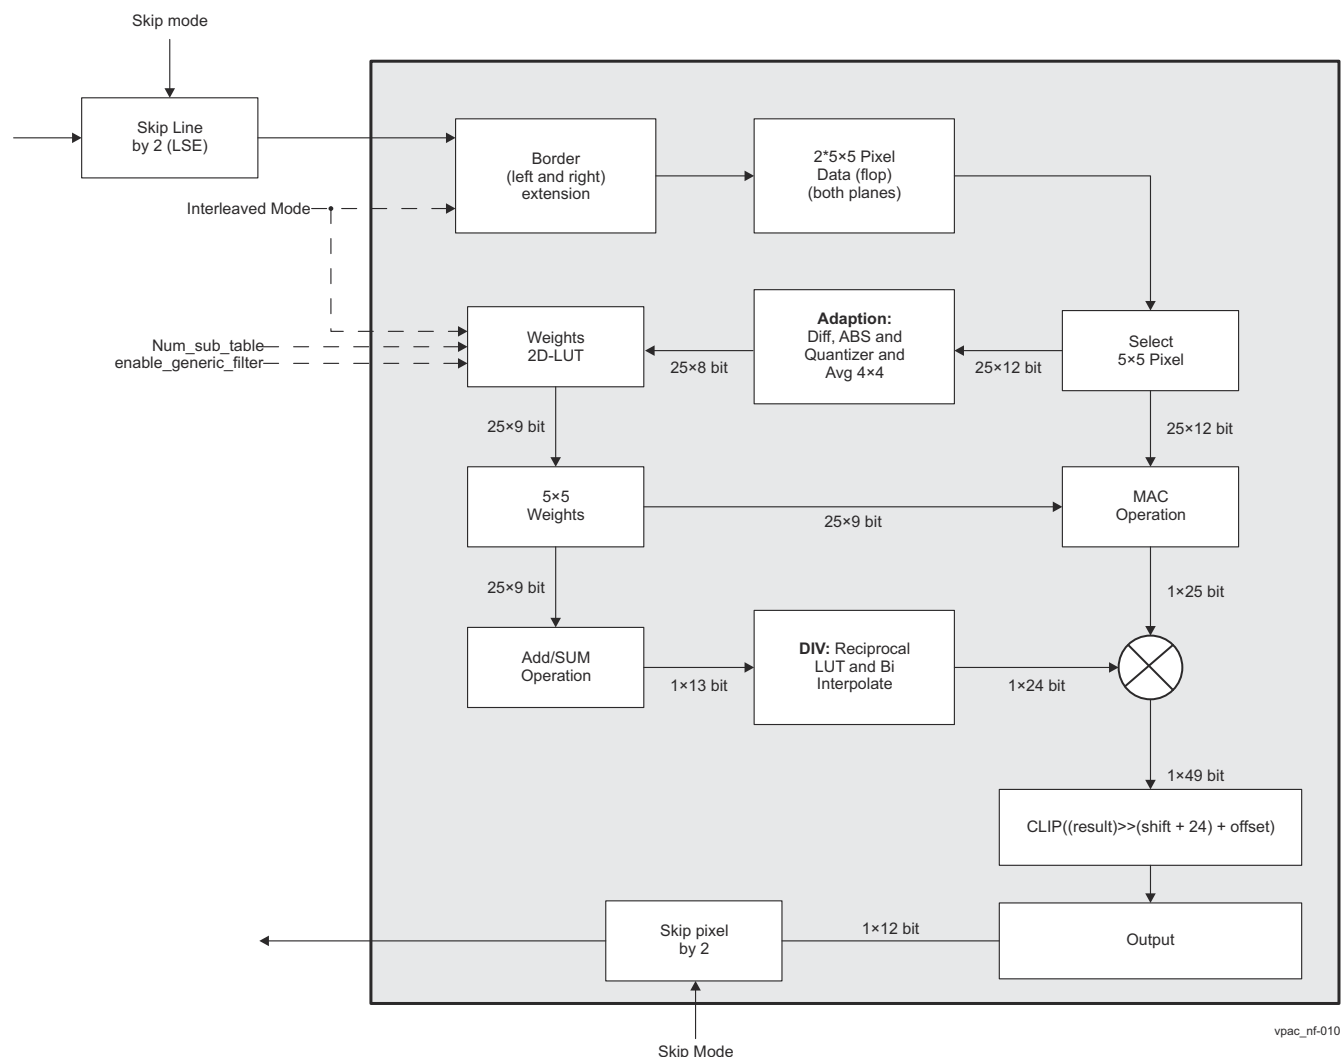 Skip mode
Skip Line
by 2 (LSE)
Border
(left and right)
extension
2*5×5 Pixel
Data (flop)
(both planes)
Interleaved Mode
Num_sub_table
enable_generic_filter
Weights
2D-LUT
25×8 bit
Adaption:
Diff, ABS and
Quantizer and
Avg 4×4
25×12 bit
Select
5×5 Pixel
25×9 bit
25×12 bit
5×5
Weights
25×9 bit
MAC
Operation
25×9 bit
1×25 bit
Add/SUM
Operation
1×13 bit
DIV: Reciprocal
LUT and Bi
Interpolate
1×24 bit
1×49 bit
CLIP((result)>>(shift + 24) + offset)
Skip pixel
by 2
1×12 bit
Output
Skip Mode
vpac_nf-010